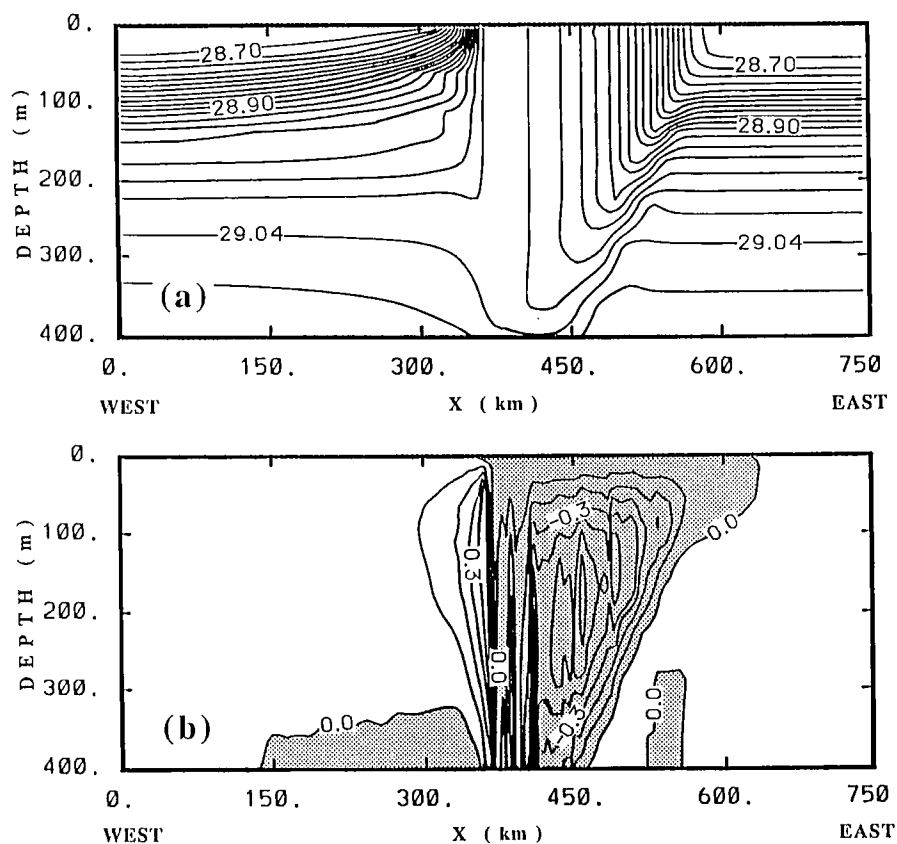 0.
28.70
28.70
100.
28.90
28.90
DEPTH (m)
200.
29.04
29.04
300.
(a)
400.
0. 150. 300. 450. 600. 750
WEST X (km) EAST
0.
-0.3
0.0
100.
0.3
DEPTH (m)
200.
0.0
300.
0.0
0.0
-0.3
(b)
400.
0. 150. 300. 450. 600. 750
WEST X (km) EAST